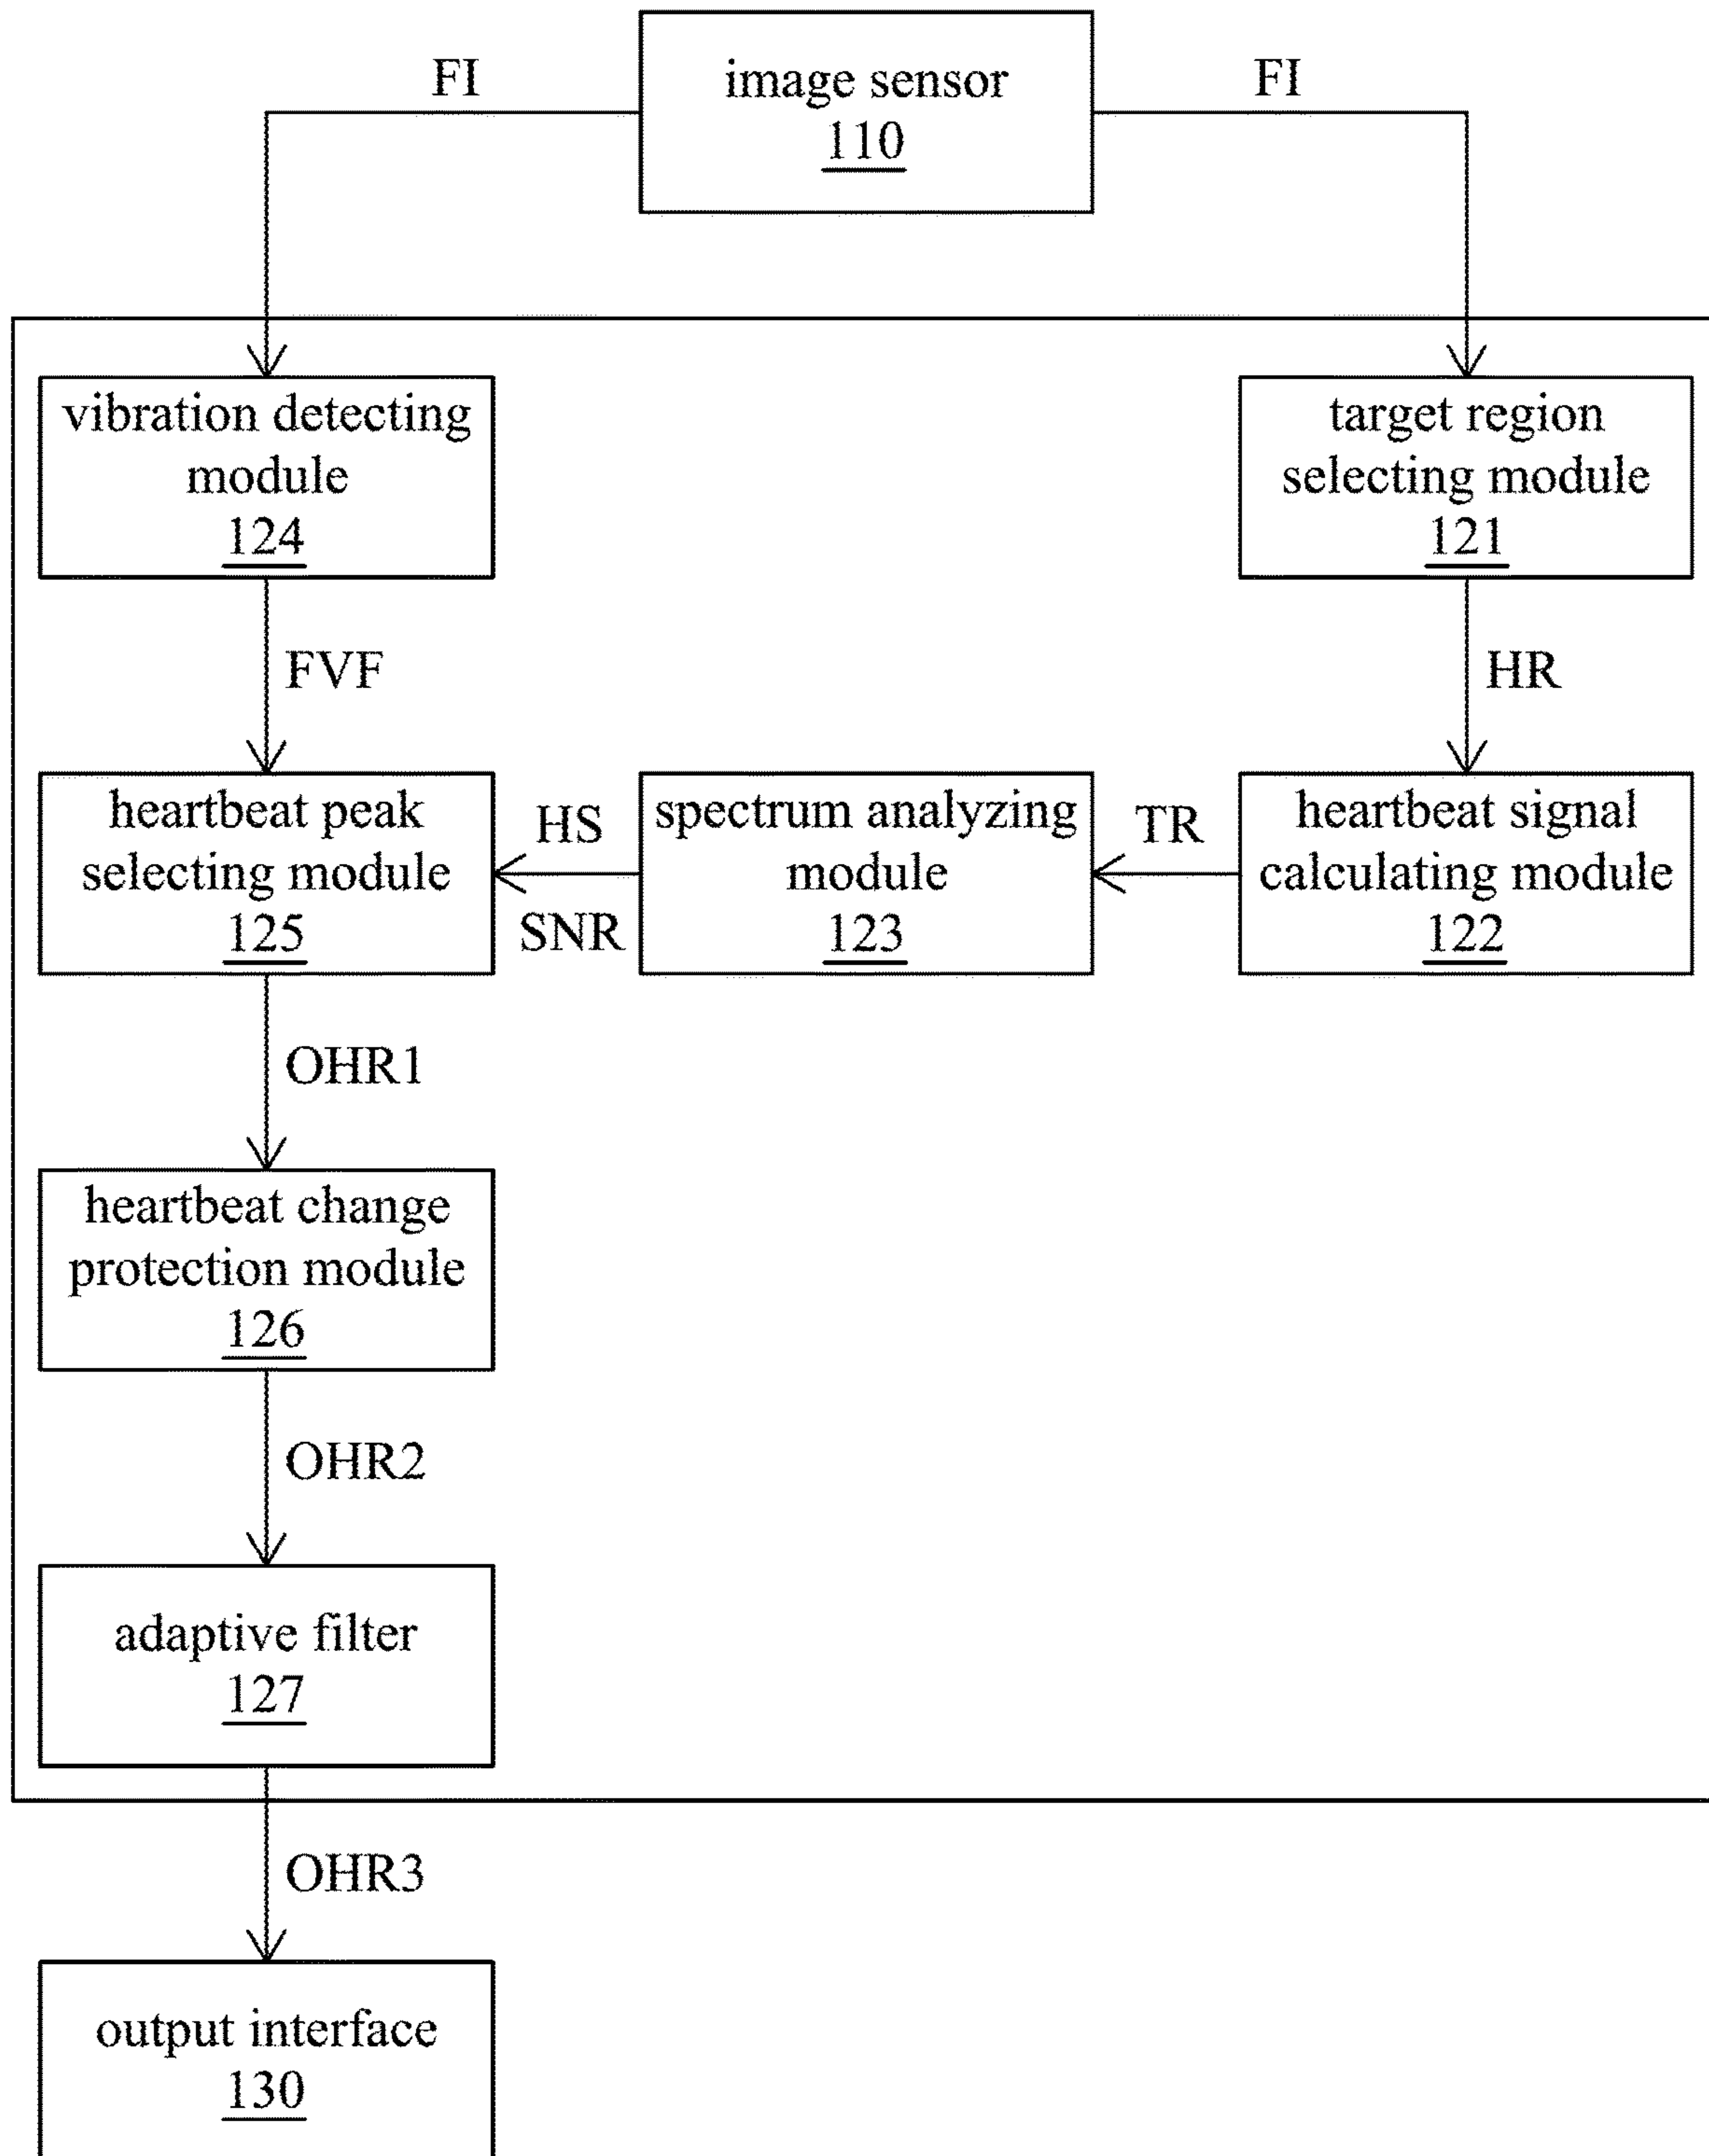 FI
image sensor
110
FI
vibration detecting
module
124
target region
selecting module
121
FVF
HR
heartbeat peak
selecting module
125
HS
SNR
spectrum analyzing
module
123
TR
heartbeat signal
calculating module
122
OHR1
heartbeat change
protection module
126
OHR2
adaptive filter
127
OHR3
output interface
130